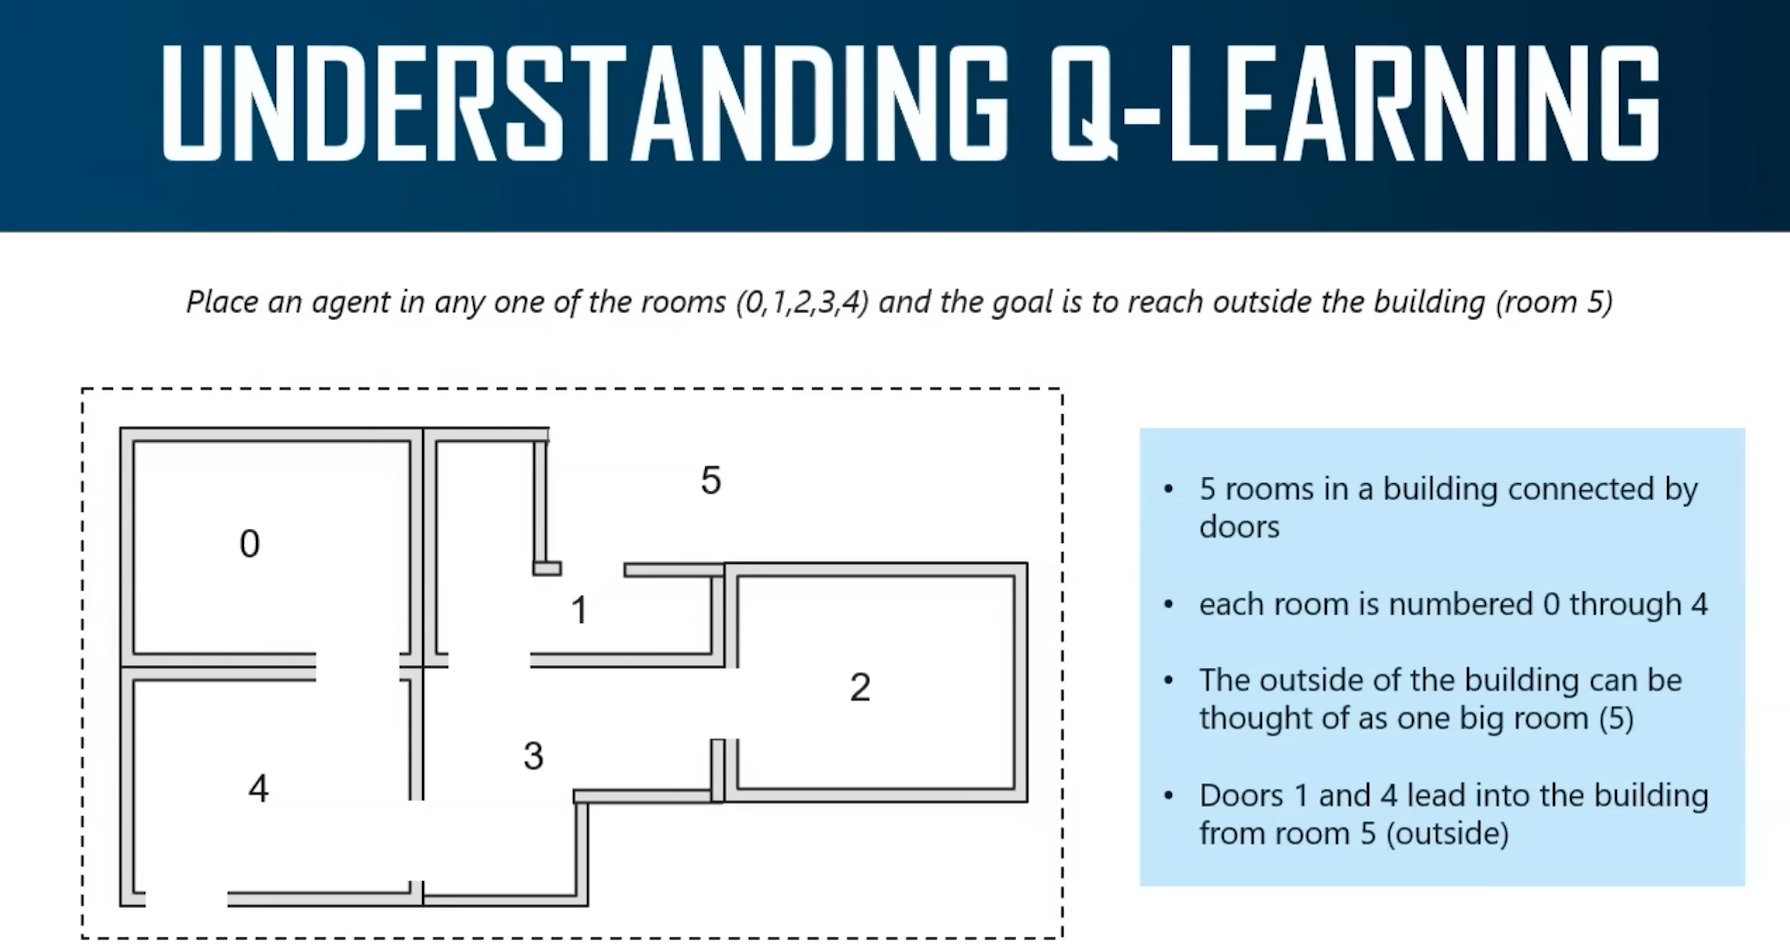 UNDERSTANDING Q-LEARNING
Place an agent in any one of the rooms (0,1,2,3,4) and the goal is to reach outside the building (room 5)
5
0
1
2
3
4
• 5 rooms in a building connected by
doors
• each room is numbered 0 through 4
• The outside of the building can be
thought of as one big room (5)
• Doors 1 and 4 lead into the building
from room 5 (outside)